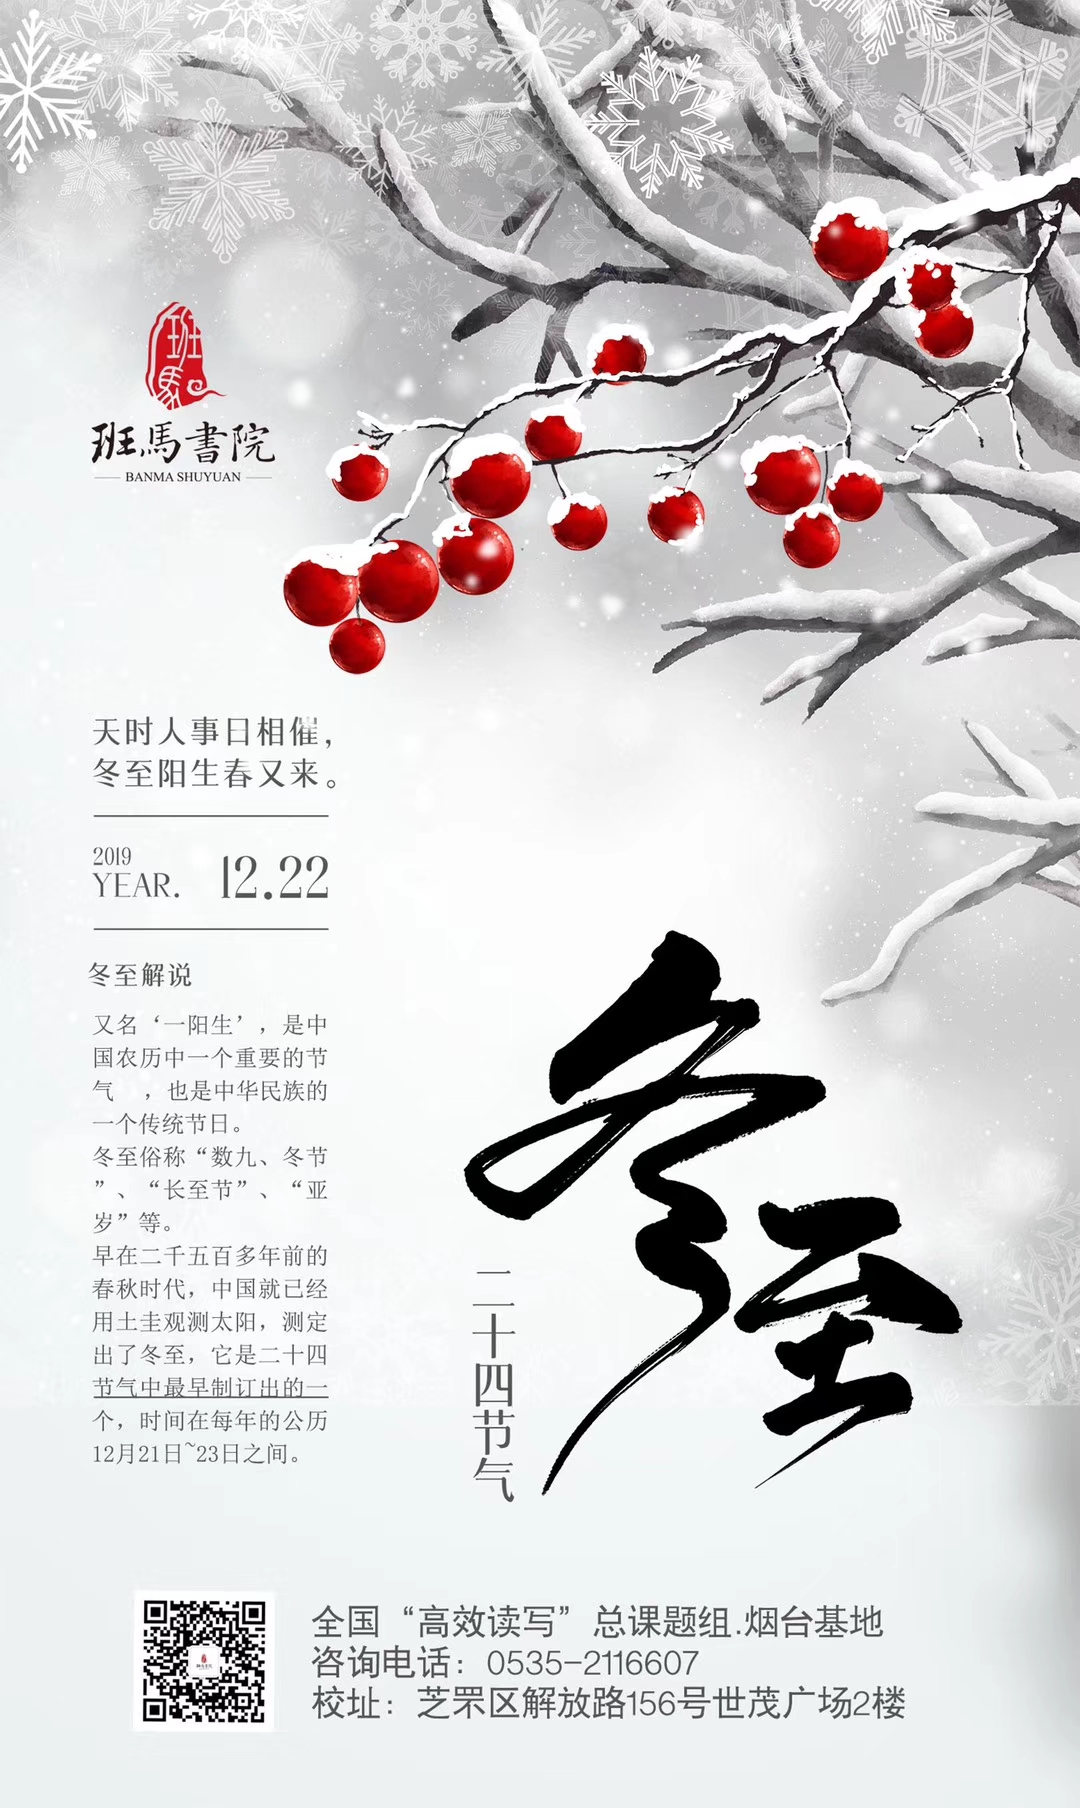 班馬
班馬書院
BANMA SHUYUAN
天时人事日相催，
冬至阳生春又来。
2019
YEAR. 12.22
冬至解说
又名‘一阳生’，是中
国农历中一个重要的节
气　，也是中华民族的
一个传统节日。
冬至俗称“数九、冬节
”、“长至节”、“亚
岁”等。
早在二千五百多年前的
春秋时代，中国就已经
用土圭观测太阳，测定
出了冬至，它是二十四
节气中最早制订出的一
个，时间在每年的公历
12月21日~23日之间。
冬至
二十四节气
全国“高效读写”总课题组.烟台基地
咨询电话：0535-2116607
校址：芝罘区解放路156号世茂广场2楼